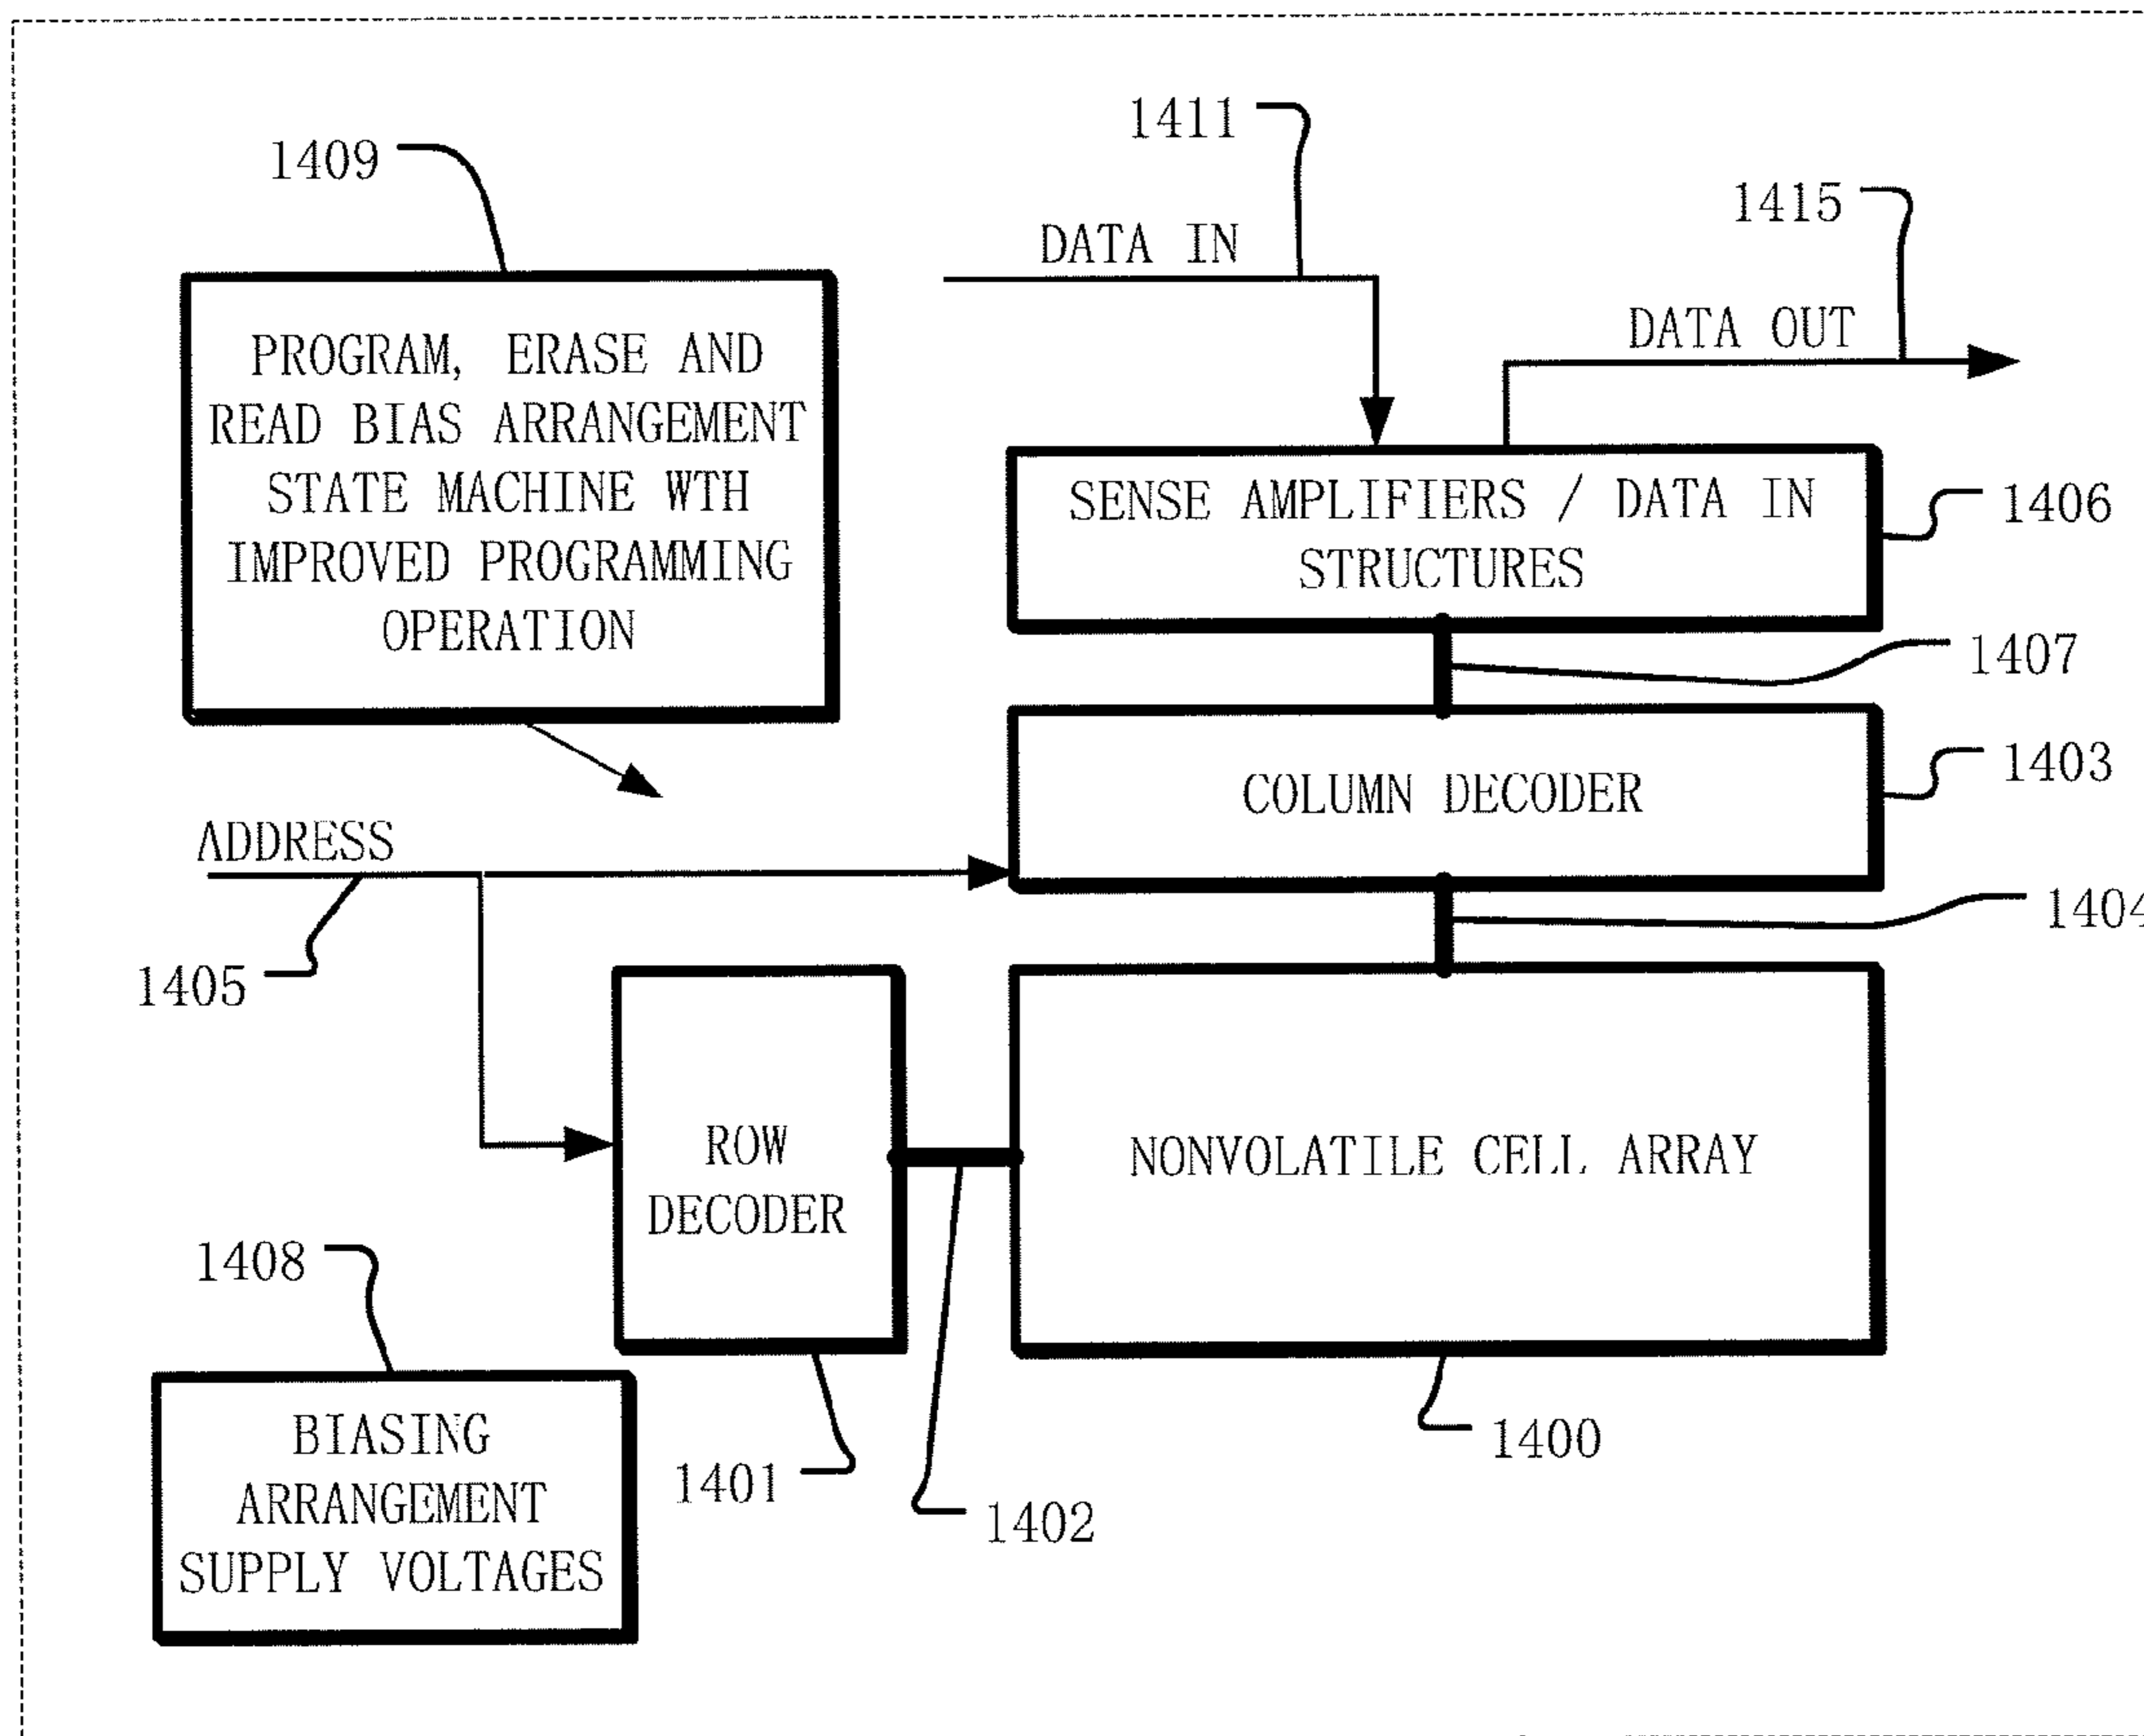 1411
1409
1415
DATA IN
DATA OUT
PROGRAM, ERASE AND
READ BIAS ARRANGEMENT
STATE MACHINE WTH
IMPROVED PROGRAMMING
OPERATION
SENSE AMPLIFIERS / DATA IN
STRUCTURES
1406
1407
COLUMN DECODER
1403
ADDRESS
1404
1405
ROW
DECODER
NONVOLATILE CELL ARRAY
1408
1400
BIASING
ARRANGEMENT
SUPPLY VOLTAGES
1401
1402